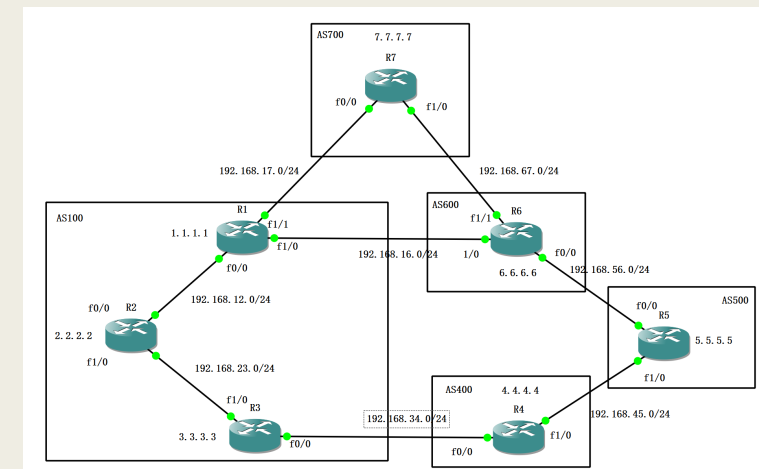 AS700
7.7.7.7
R7
f0/0
f1/0
192.168.17.0/24
192.168.67.0/24
AS100
R1
1.1.1.1
f1/1
f1/0
f0/0
AS600
R6
f1/1
1/0
f0/0
6.6.6.6
192.168.16.0/24
192.168.56.0/24
192.168.12.0/24
f0/0
R2
2.2.2.2
f1/0
AS500
f0/0
R5
5.5.5.5
f1/0
192.168.23.0/24
f1/0
R3
3.3.3.3
f0/0
192.168.34.0/24
AS400
4.4.4.4
R4
f0/0
f1/0
192.168.45.0/24